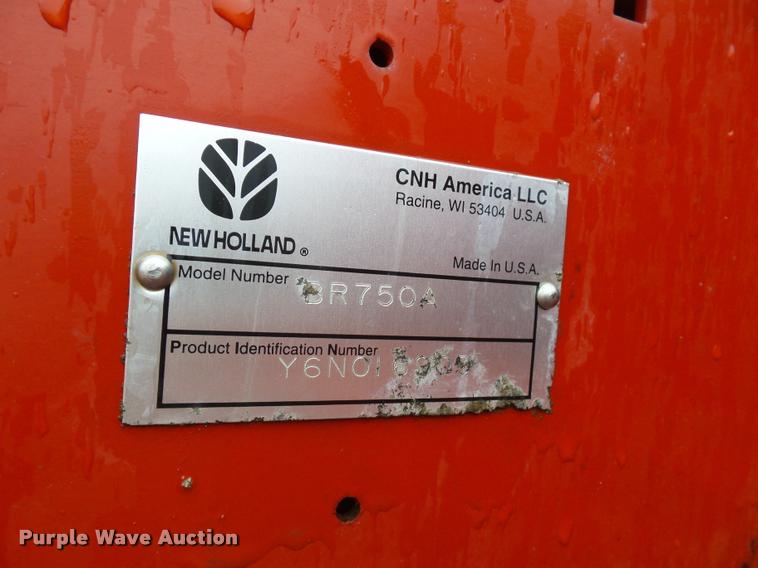 NEW HOLLAND ®
CNH America LLC
Racine, WI 53404 U.S.A.
Made In U.S.A.
Model Number
BR750A
Product Identification Number
Purple Wave Auction